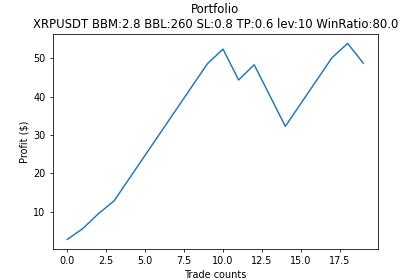 Portfolio
XRPUSDT BBM:2.8 BBL:260 SL:0.8 TP:0.6 lev:10 WinRatio:80.0
50
40
30
20
10
Profit ($)
0.0 2.5 5.0 7.5 10.0 12.5 15.0 17.5
Trade counts